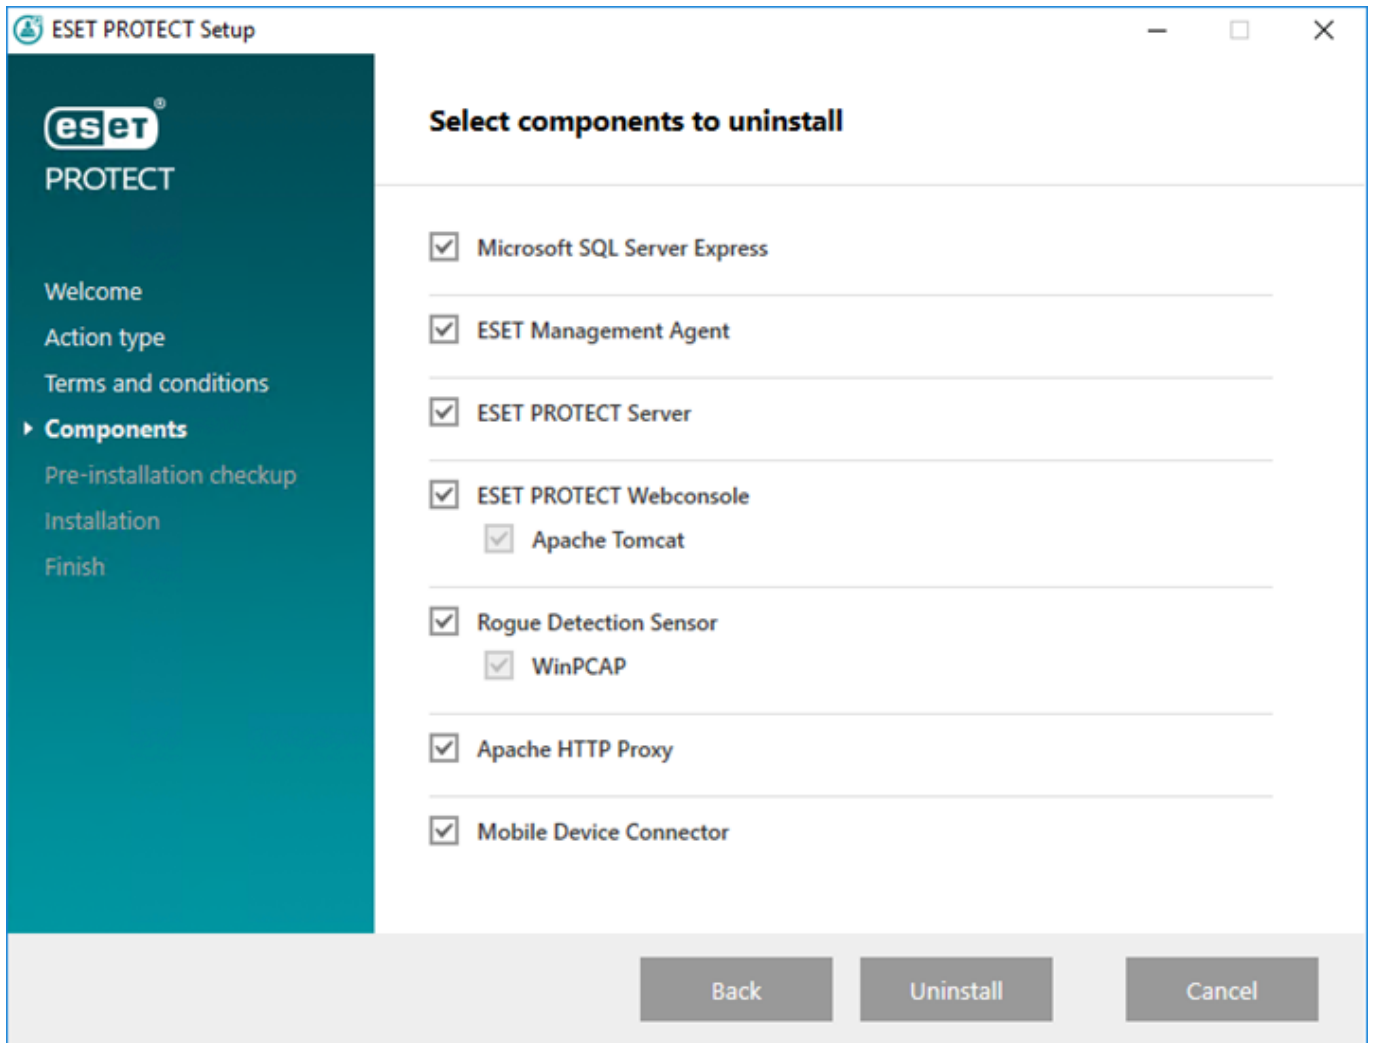 ESET PROTECT Setup
eset®
PROTECT
Welcome
Action type
Terms and conditions
Components
Pre-installation checkup
Installation
Finish
Select components to uninstall
Microsoft SQL Server Express
ESET Management Agent
ESET PROTECT Server
ESET PROTECT Webconsole
Apache Tomcat
Rogue Detection Sensor
WinPCAP
Apache HTTP Proxy
Mobile Device Connector
Back
Uninstall
Cancel